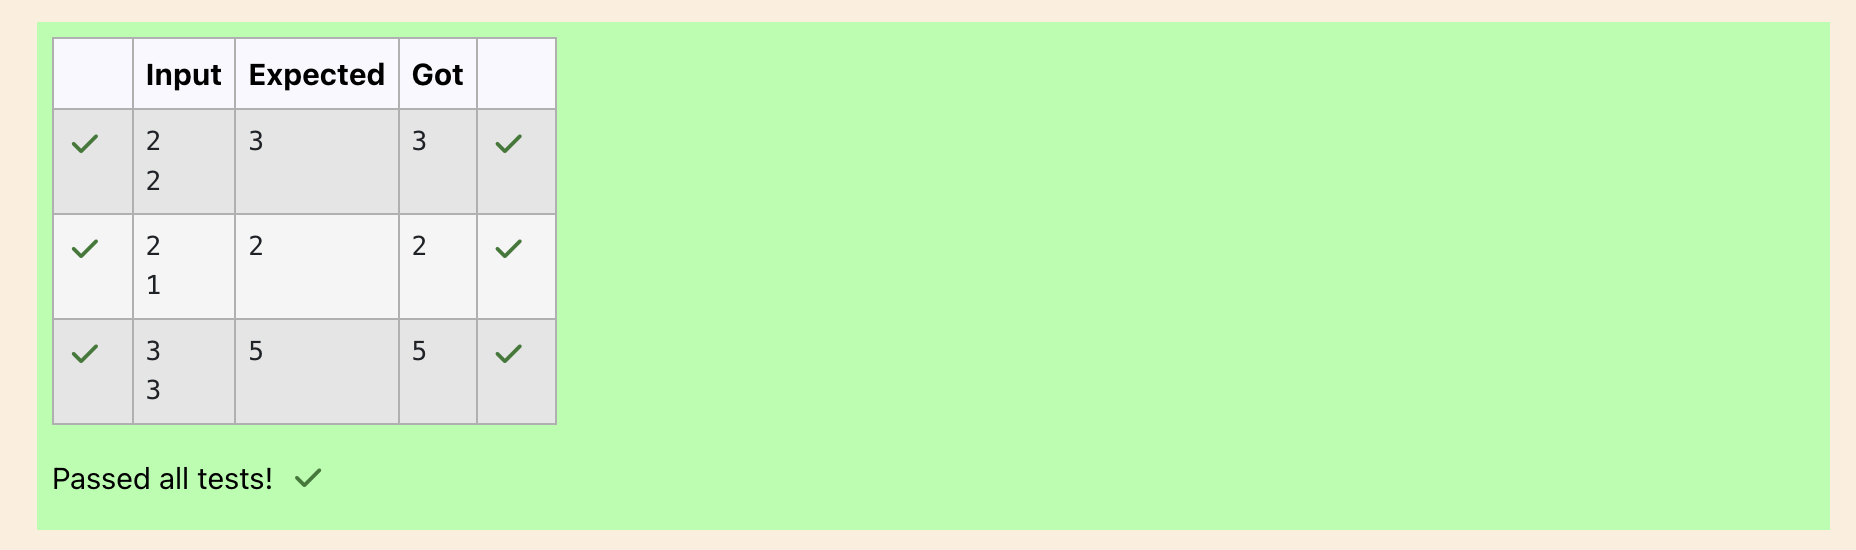 Input Expected Got
2 3 3
2
2 2 2
1
3 5 5
3
Passed all tests!